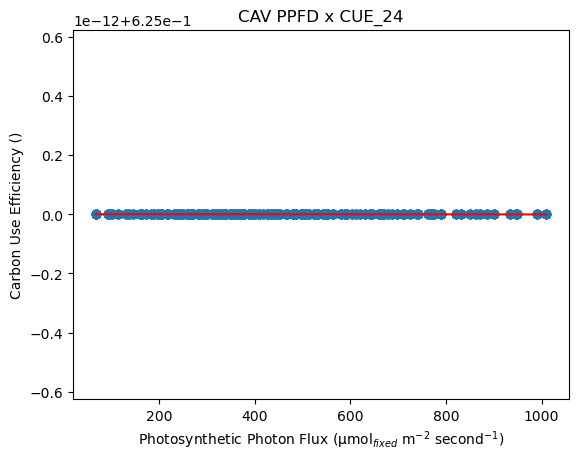 CAV PPFD x CUE_24
1e-12+6.25e-1
0.6
0.4
0.2
0.0
−0.2
−0.4
−0.6
Carbon Use Efficiency ()
200 400 600 800 1000
Photosynthetic Photon Flux (μmol_fixed m⁻² second⁻¹)